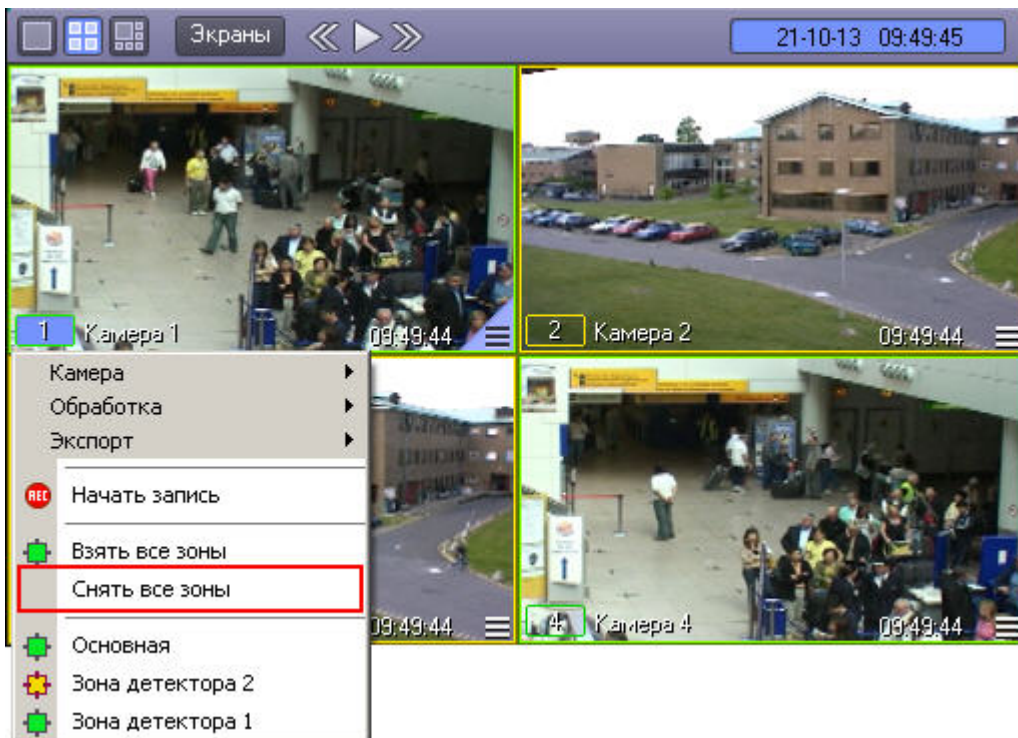 Экраны
21-10-13 09:49:45
1 Камера 1 09:49:44
2 Камера 2 09:49:44
Камера
Обработка
Экспорт
REC Начать запись
Взять все зоны
Снять все зоны
09:49:44
4 Камера 4 09:49:44
Основная
Зона детектора 2
Зона детектора 1